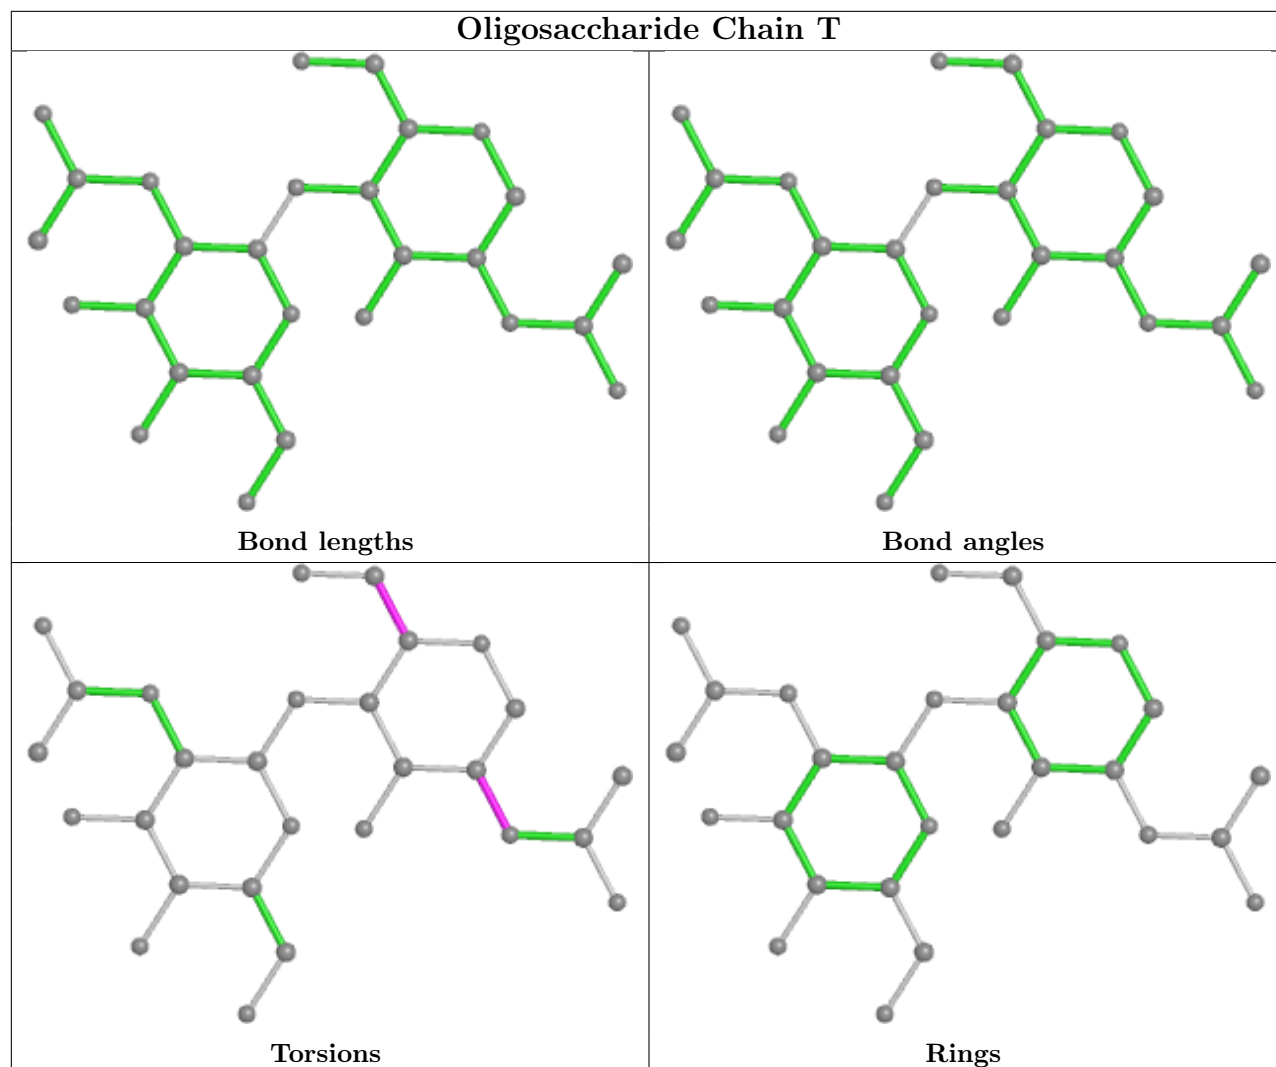 Oligosaccharide Chain T
Bond lengths
Bond angles
Torsions
Rings